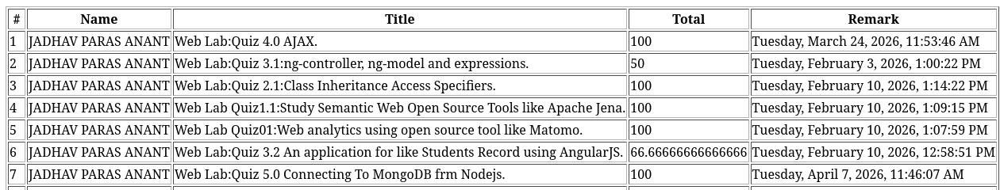 # Name Title Total Remark
1 JADHAV PARAS ANANT Web Lab:Quiz 4.0 AJAX. 100 Tuesday, March 24, 2026, 11:53:46 AM
2 JADHAV PARAS ANANT Web Lab:Quiz 3.1:ng-controller, ng-model and expressions. 50 Tuesday, February 3, 2026, 1:00:22 PM
3 JADHAV PARAS ANANT Web Lab:Quiz 2.1:Class Inheritance Access Specifiers. 100 Tuesday, February 10, 2026, 1:14:22 PM
4 JADHAV PARAS ANANT Web Lab Quiz1.1:Study Semantic Web Open Source Tools like Apache Jena. 100 Tuesday, February 10, 2026, 1:09:15 PM
5 JADHAV PARAS ANANT Web Lab Quiz01:Web analytics using open source tool like Matomo. 100 Tuesday, February 10, 2026, 1:07:59 PM
6 JADHAV PARAS ANANT Web Lab:Quiz 3.2 An application for like Students Record using AngularJS. 66.66666666666666 Tuesday, February 10, 2026, 12:58:51 PM
7 JADHAV PARAS ANANT Web Lab:Quiz 5.0 Connecting To MongoDB frm Nodejs. 100 Tuesday, April 7, 2026, 11:46:07 AM